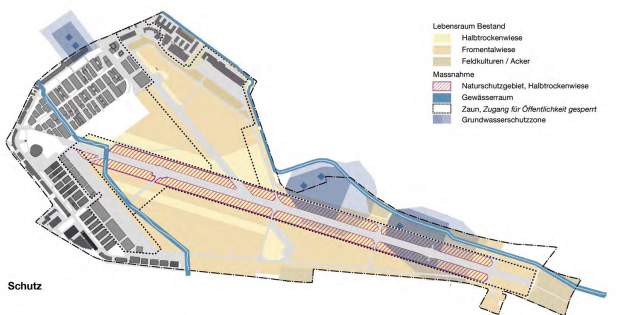 Lebensraum Bestand
Halbtrockenwiese
Fromentalwiese
Feldkulturen / Acker
Massnahme
Naturschutzgebiet, Halbtrockenwiese
Gewässerraum
Zaun, Zugang für Öffentlichkeit gesperrt
Grundwasserschutzzone
Schutz